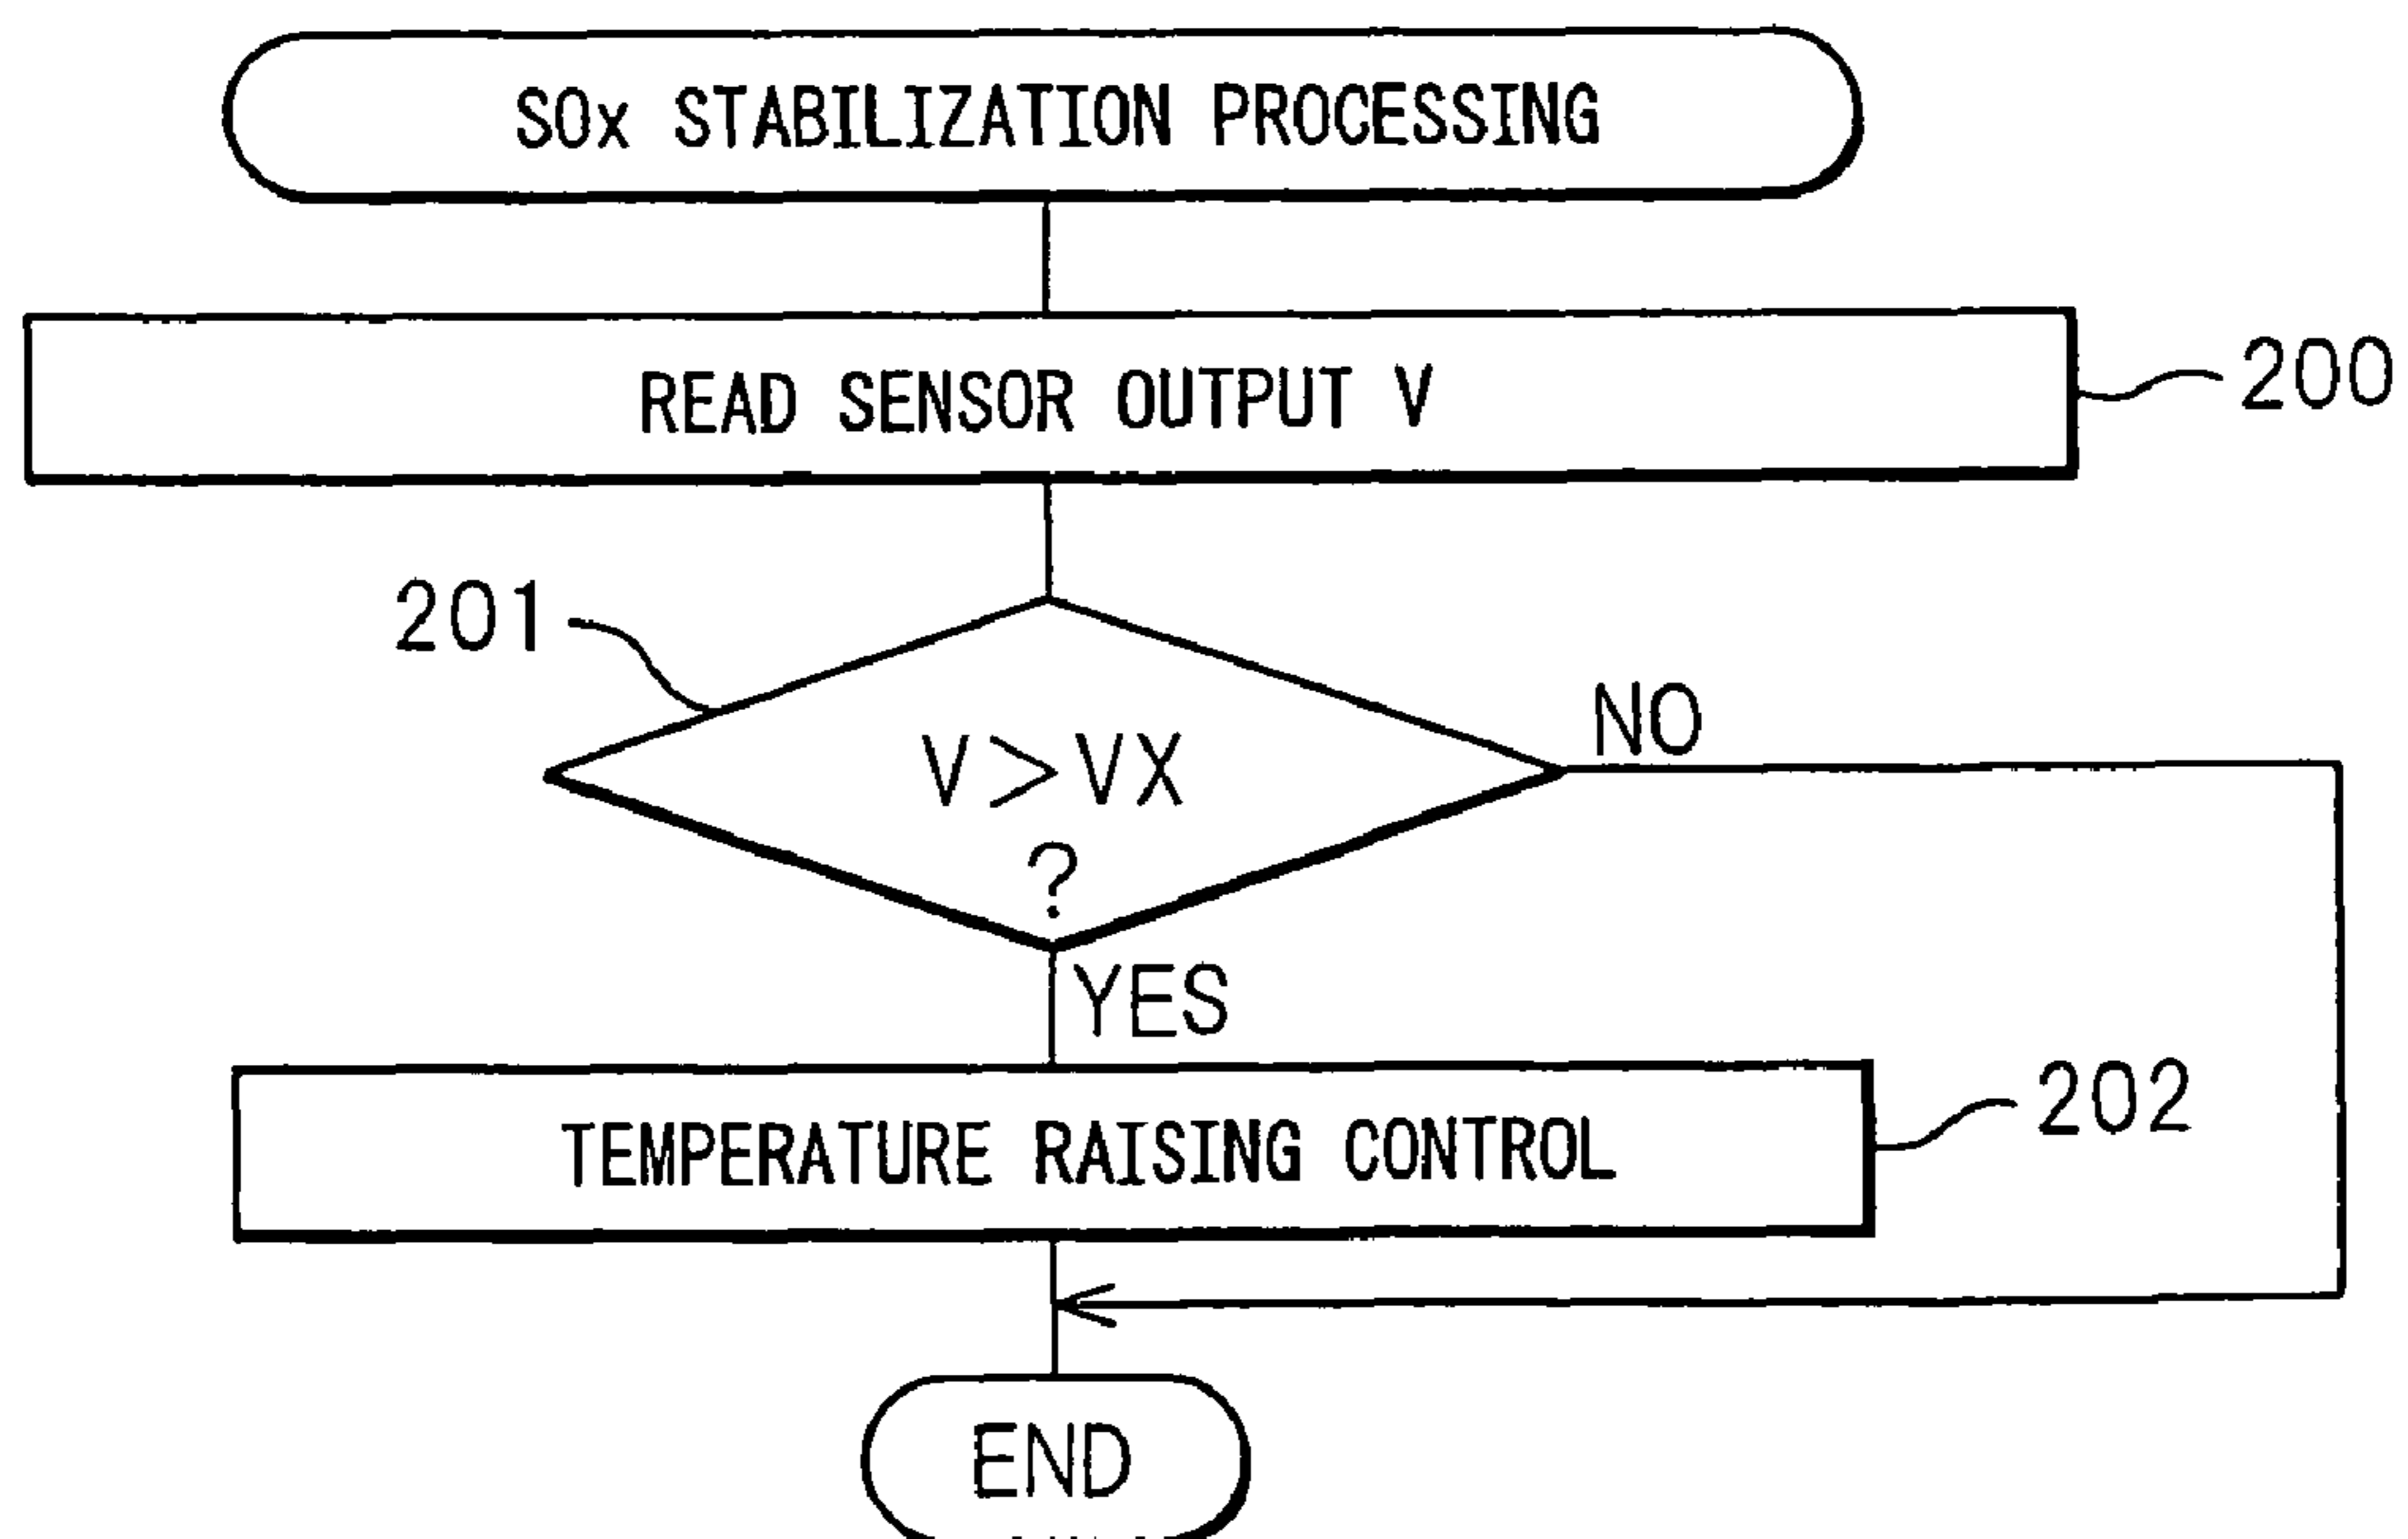 SOx STABILIZATION PROCESSING
READ SENSOR OUTPUT V
200
201
V>VX
?
NO
YES
TEMPERATURE RAISING CONTROL
202
END